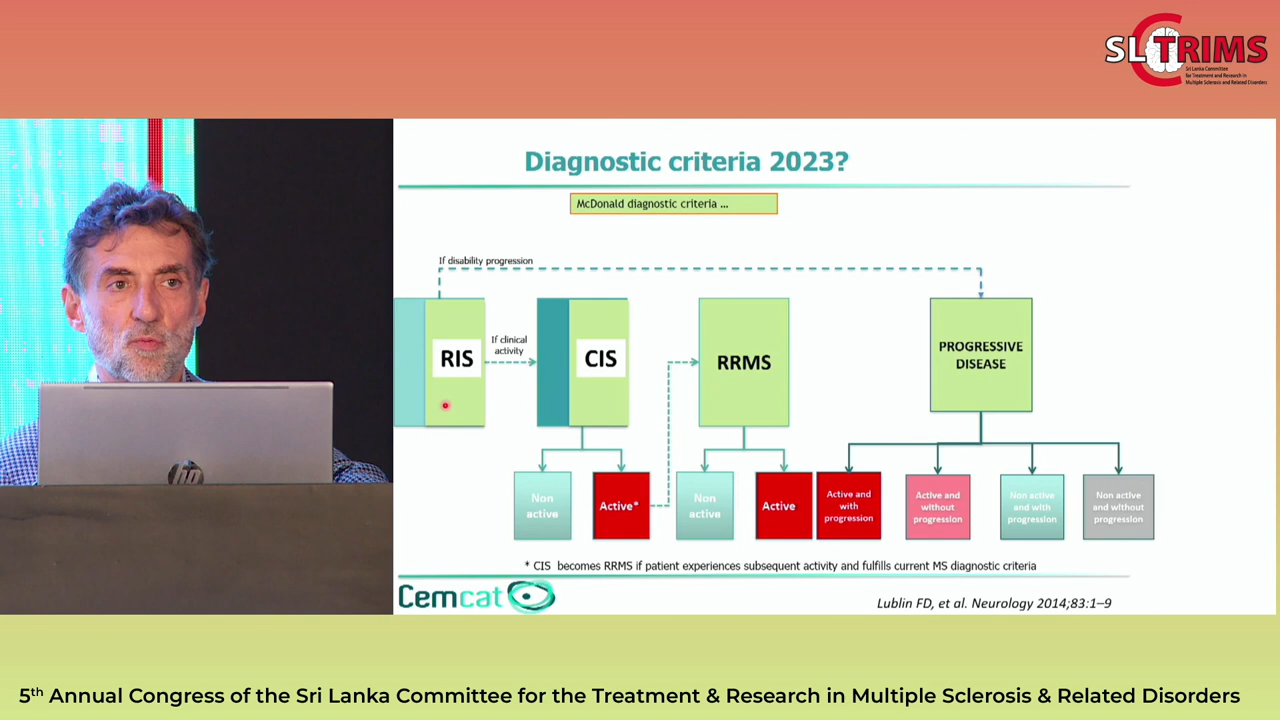 SLCTRIMS
Sri Lanka Committee
for Treatment and Research in
Multiple Sclerosis and Related Disorders
Diagnostic criteria 2023?
McDonald diagnostic criteria ...
If disability progression
RIS
If clinical
activity
CIS
RRMS
PROGRESSIVE
DISEASE
Non
active
Active*
Non
active
Active
Active and
with
progression
Active and
without
progression
Non active
and with
progression
Non active
and without
progression
* CIS becomes RRMS if patient experiences subsequent activity and fulfills current MS diagnostic criteria
Cemcat
Lublin FD, et al. Neurology 2014;83:1–9
hp
5th Annual Congress of the Sri Lanka Committee for the Treatment & Research in Multiple Sclerosis & Related Disorders